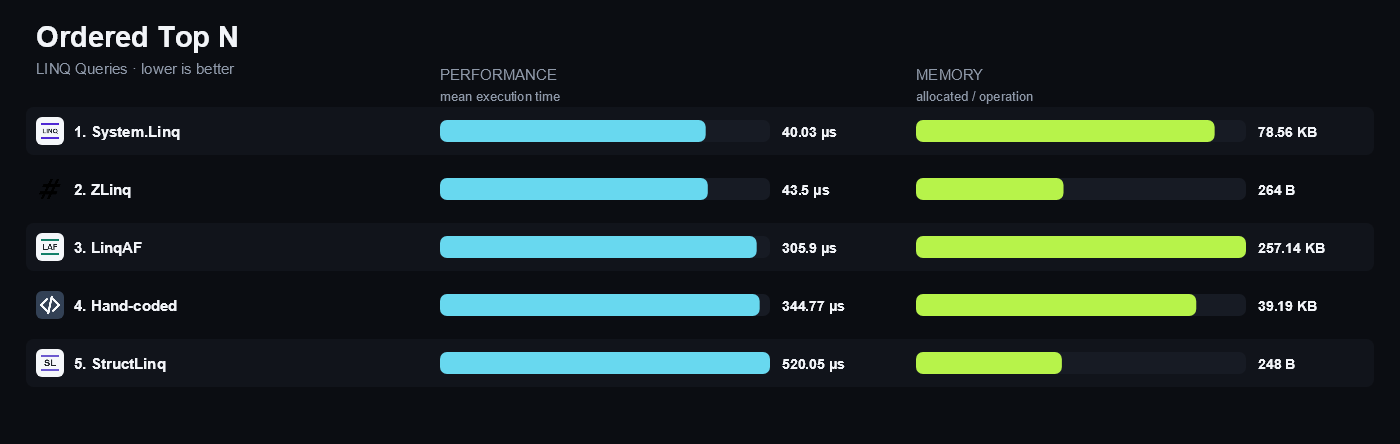 Ordered Top N
LINQ Queries · lower is better
PERFORMANCE
mean execution time
MEMORY
allocated / operation
LINQ 1. System.Linq 40.03 µs 78.56 KB
# 2. ZLinq 43.5 µs 264 B
LAF 3. LinqAF 305.9 µs 257.14 KB
</> 4. Hand-coded 344.77 µs 39.19 KB
SL 5. StructLinq 520.05 µs 248 B